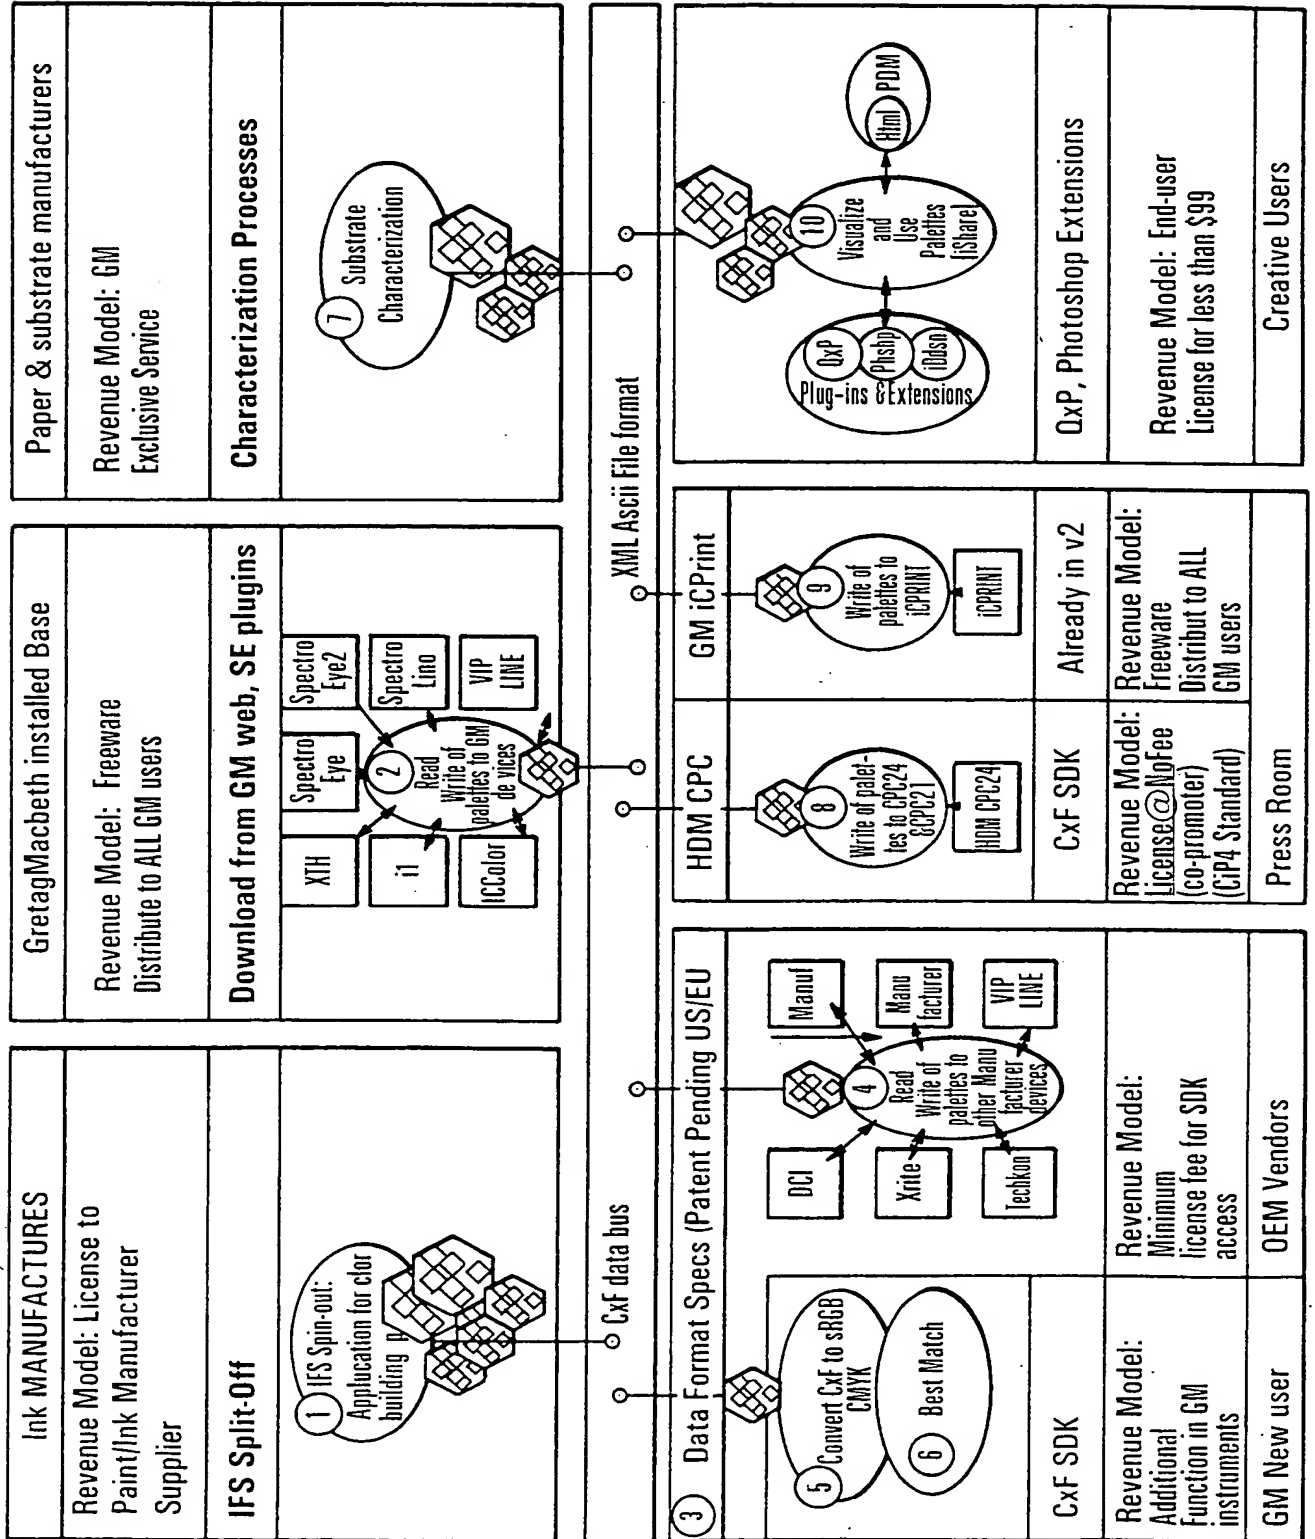 Ink MANUFACTURES
Revenue Model: License to
Paint/Ink Manufacturer
Supplier
IFS Split-Off
1
IFS Spin-out:
Applucation for clor
building
GretagMacbeth installed Base
Revenue Model: Freeware
Distribute to ALL GM users
Download from GM web, SE plugins
XTH
i1
ICColor
Spectro
Eye
Spectro
Eye2
Spectro
Lino
VIP
LINE
2
Read
Write of
palettes to GM
de vices
Paper & substrate manufacturers
Revenue Model: GM
Exclusive Service
Characterization Processes
7
Substrate
Characterization
CxF data bus
XML Ascii File format
3
Data Format Specs (Patent Pending US/EU
5
Convert CxF to sRGB
CMYK
6
Best Match
CxF SDK
Revenue Model:
Additional
Function in GM
instruments
GM New user
DCI
Xrite
Techkon
Manuf
Manu
facturer
VIP
LINE
4
Read
Write of
palettes to
other Manu
facturer
devices
Revenue Model:
Minimum
license fee for SDK
access
OEM Vendors
HDM CPC
8
Write of paler-
tes to CPC24
&CPC21
HDM CPC24
CxF SDK
Revenue Model:
License@NoFee
(co-promoter)
(CiP4 Standard)
GM iCPrint
9
Write of
palettes to
iCPRINT
iCPRINT
Already in v2
Revenue Model:
Freeware
Distribut to ALL
GM users
Press Room
QxP
Phshp
iDdsn
Plug-ins &Extensions
10
Visualize
and
Use
Palettes
[iShare]
Html
PDM
QxP, Photoshop Extensions
Revenue Model: End-user
License for less than $99
Creative Users